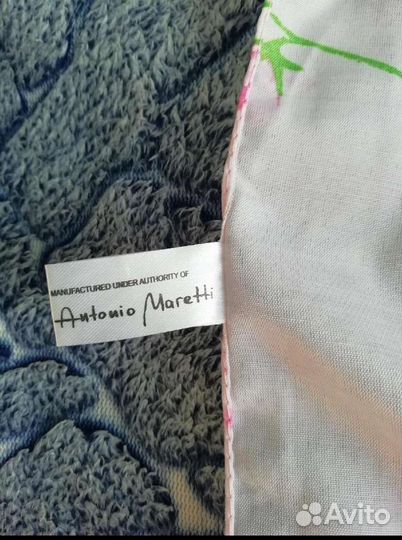 MANUFACTURED UNDER AUTHORITY OF
Antonio Maretti
Avito